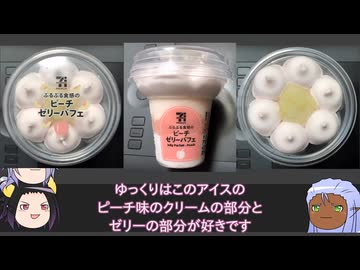 ぷるぷる食感の
ピーチ
ゼリーパフェ
ぷるぷる食感の
ピーチ
ゼリーパフェ
ゆっくりはこのアイスの
ピーチ味のクリームの部分と
ゼリーの部分が好きです